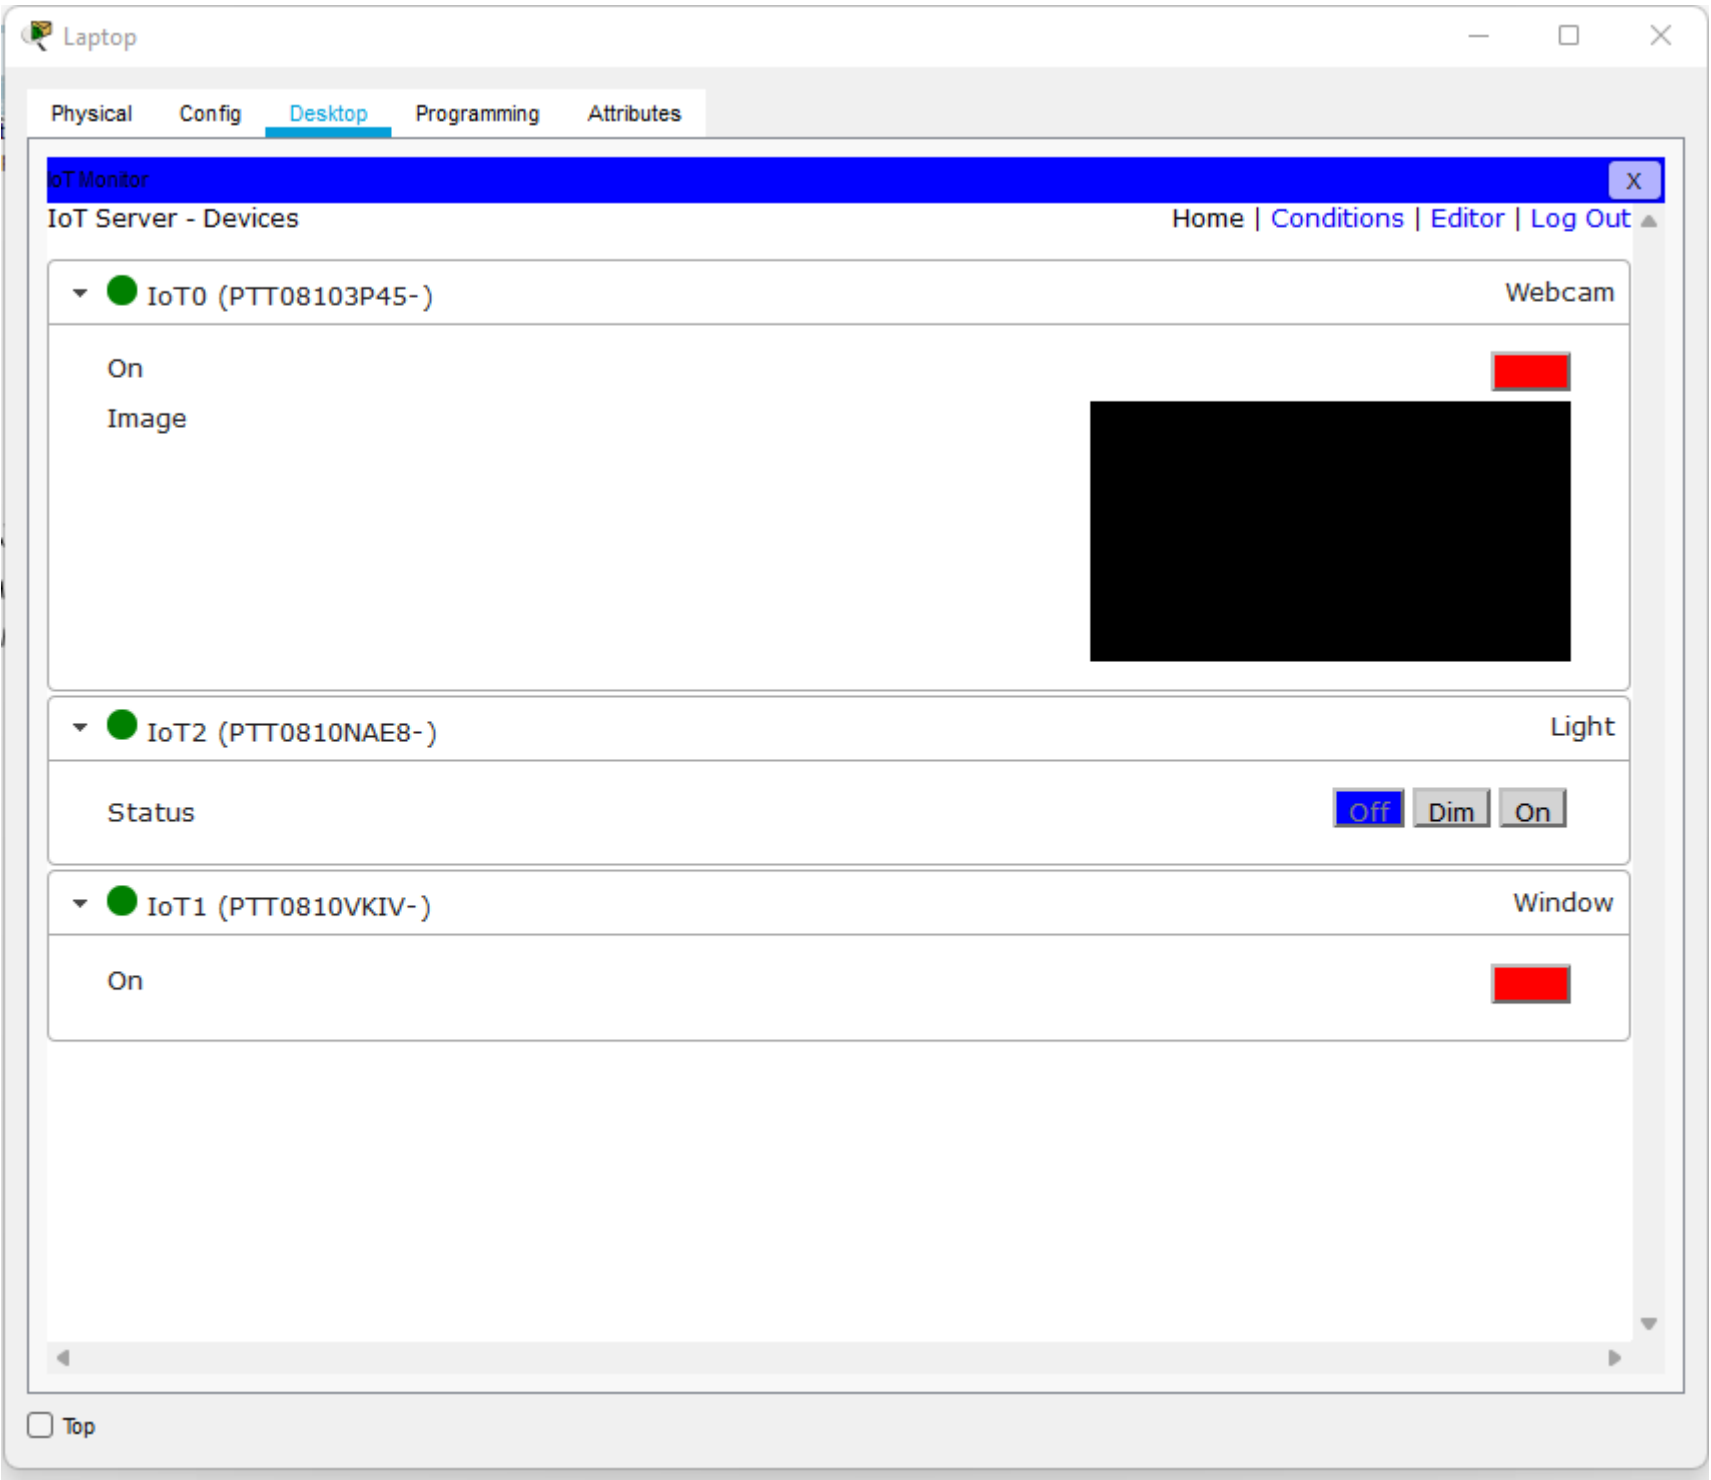 Laptop
Physical Config Desktop Programming Attributes
IoT Monitor X
IoT Server - Devices Home | Conditions | Editor | Log Out
IoT0 (PTT08103P45-) Webcam
On
Image
IoT2 (PTT0810NAE8-) Light
Status Off Dim On
IoT1 (PTT0810VKIV-) Window
On
Top